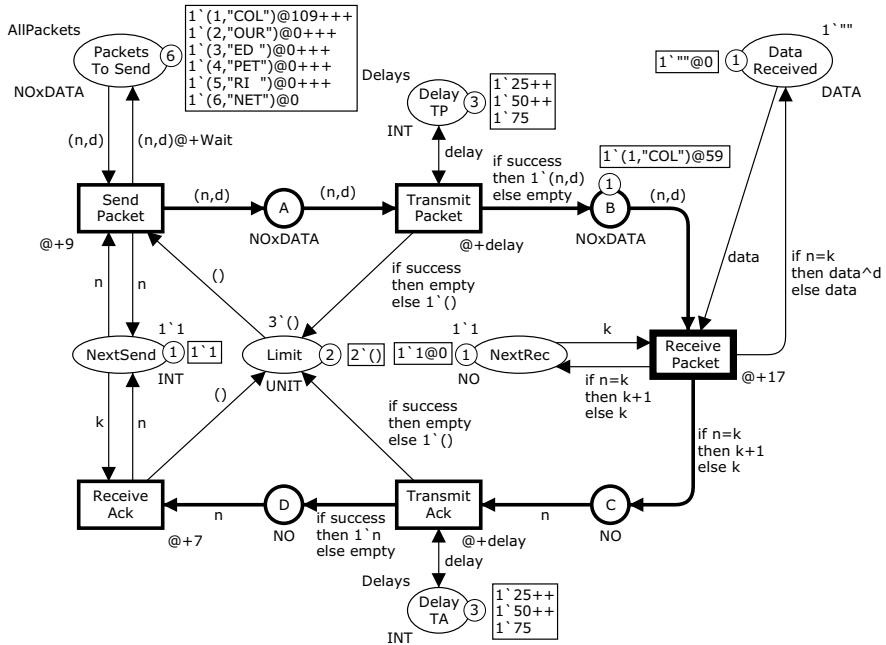 AllPackets
Packets
To Send
6
1`(1,"COL")@109+++
1`(2,"OUR")@0+++
1`(3,"ED ")@0+++
1`(4,"PET")@0+++
1`(5,"RI  ")@0+++
1`(6,"NET")@0
NOxDATA
Delays
Delay
TP
3
1`25++
1`50++
1`75
INT
1`""
1`""@0
1
Data
Received
DATA
(n,d)
(n,d)@+Wait
delay
if success
then 1`(n,d)
else empty
1`(1,"COL")@59
1
Send
Packet
@+9
(n,d)
A
NOxDATA
(n,d)
Transmit
Packet
@+delay
B
NOxDATA
(n,d)
data
if n=k
then data^d
else data
n
n
()
if success
then empty
else 1`()
1`1
NextSend
1
1`1
INT
3`()
Limit
2
2`()
UNIT
1`1
1`1@0
1
NextRec
NO
k
if n=k
then k+1
else k
Receive
Packet
@+17
k
n
()
if success
then empty
else 1`()
if n=k
then k+1
else k
Receive
Ack
@+7
n
D
NO
if success
then 1`n
else empty
Transmit
Ack
@+delay
n
C
NO
delay
Delays
Delay
TA
3
1`25++
1`50++
1`75
INT